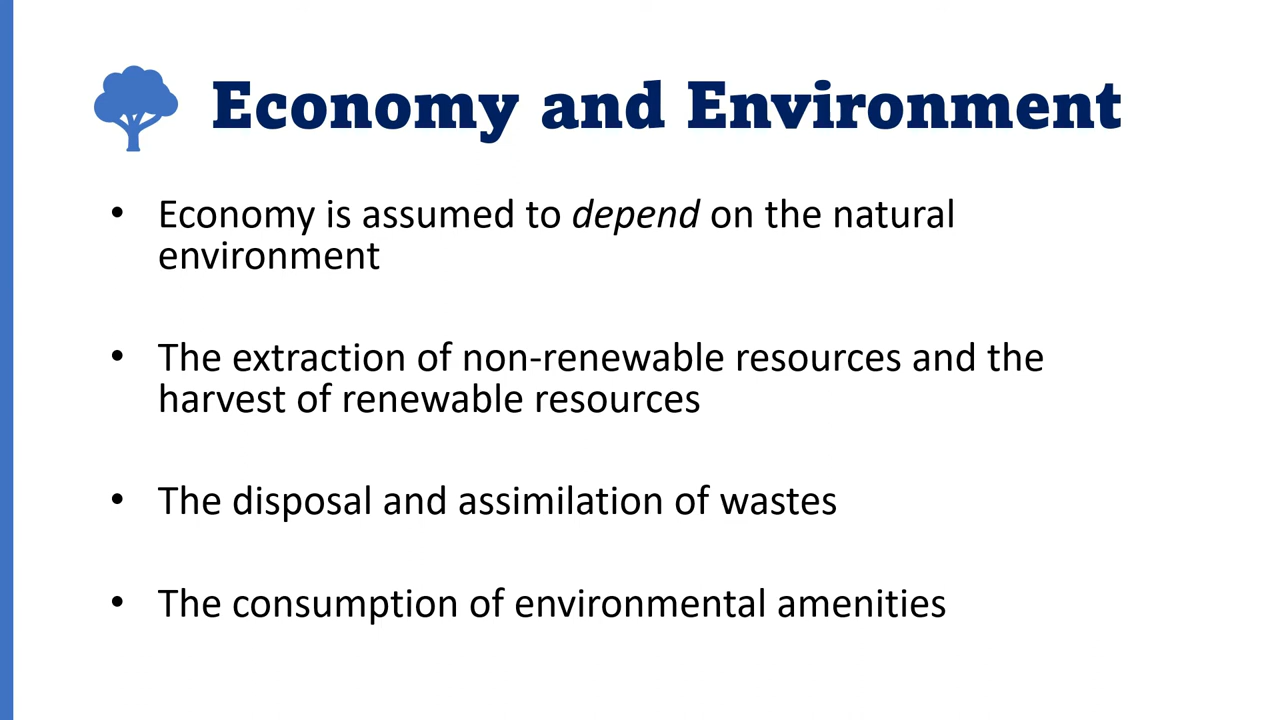 Economy and Environment
• Economy is assumed to depend on the natural
environment
• The extraction of non-renewable resources and the
harvest of renewable resources
• The disposal and assimilation of wastes
• The consumption of environmental amenities